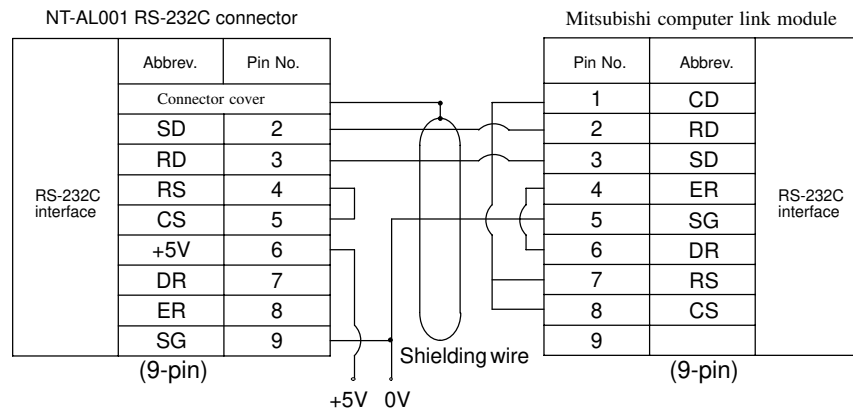 NT-AL001 RS-232C connector
Mitsubishi computer link module
Abbrev. Pin No.
Connector cover
SD 2
RD 3
RS 4
CS 5
+5V 6
DR 7
ER 8
SG 9
RS-232C
interface
(9-pin)
+5V 0V
Shielding wire
Pin No. Abbrev.
1 CD
2 RD
3 SD
4 ER
5 SG
6 DR
7 RS
8 CS
9
RS-232C
interface
(9-pin)